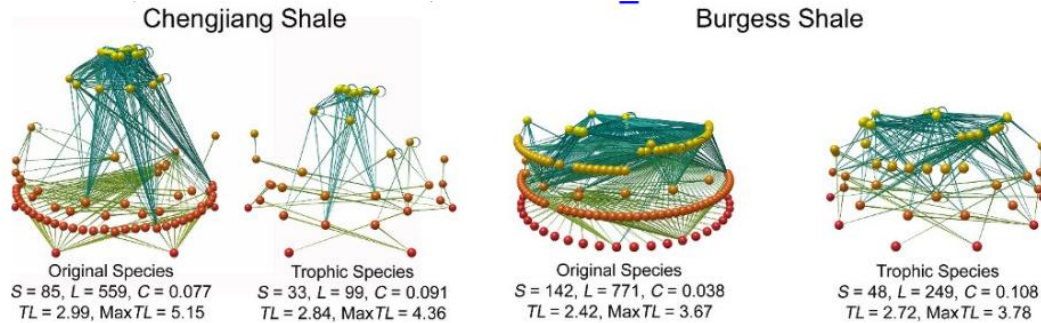 Chengjiang Shale
Burgess Shale
Original Species
S = 85, L = 559, C = 0.077
TL = 2.99, MaxTL = 5.15
Trophic Species
S = 33, L = 99, C = 0.091
TL = 2.84, MaxTL = 4.36
Original Species
S = 142, L = 771, C = 0.038
TL = 2.42, MaxTL = 3.67
Trophic Species
S = 48, L = 249, C = 0.108
TL = 2.72, MaxTL = 3.78